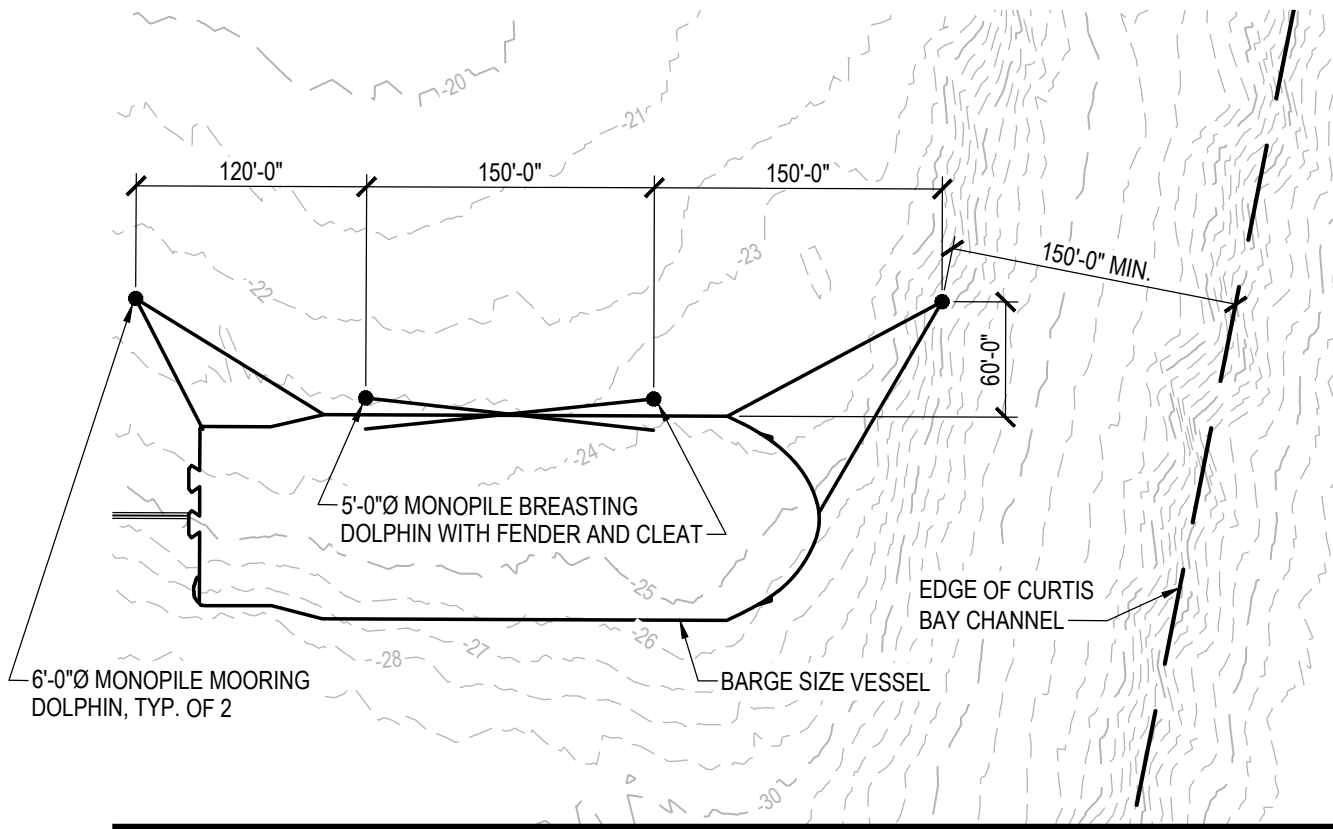 -20
-21
120'-0"
150'-0"
150'-0"
-23
150'-0" MIN.
-22
60'-0"
-24
5'-0"Ø MONOPILE BREASTING
DOLPHIN WITH FENDER AND CLEAT
-25
EDGE OF CURTIS
BAY CHANNEL
-26
-27
-28
6'-0"Ø MONOPILE MOORING
DOLPHIN, TYP. OF 2
BARGE SIZE VESSEL
-30